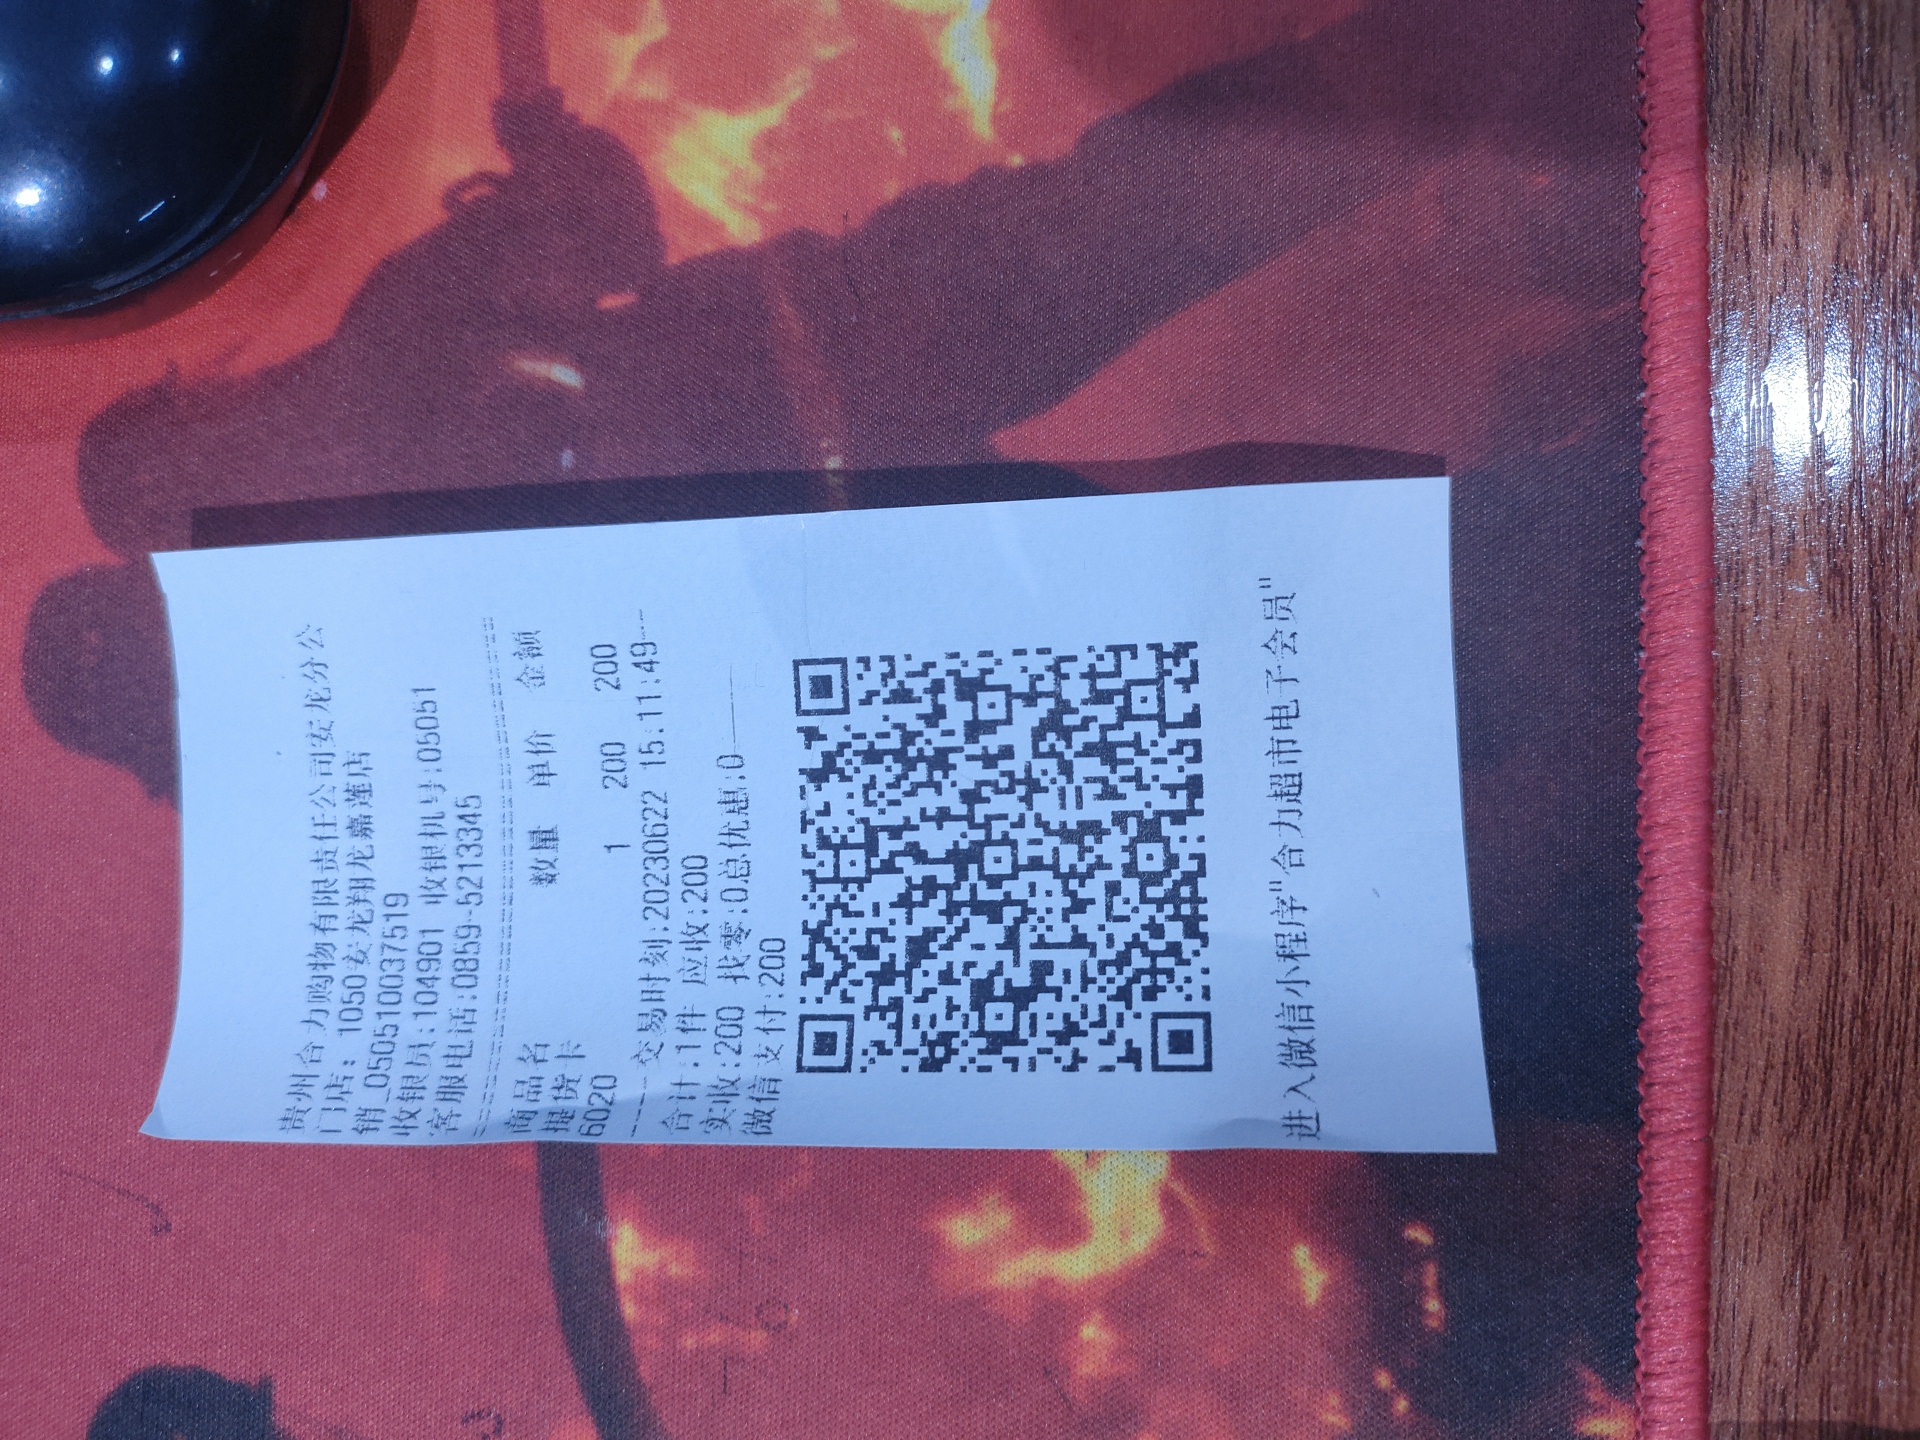 贵州合力购物有限责任公司安龙分公
门店: 1050安龙翔龙嘉莲店
销_050510037519
收银员:104901 收银机号:05051
客服电话:0859-5213345
商品名 数量 单价 金额
提货卡
6020 1 200 200
----交易时刻:20230622 15:11:49---
合计:1件 应收:200
实收:200 找零:0总优惠:0
微信支付:200
进入微信小程序"合力超市电子会员"